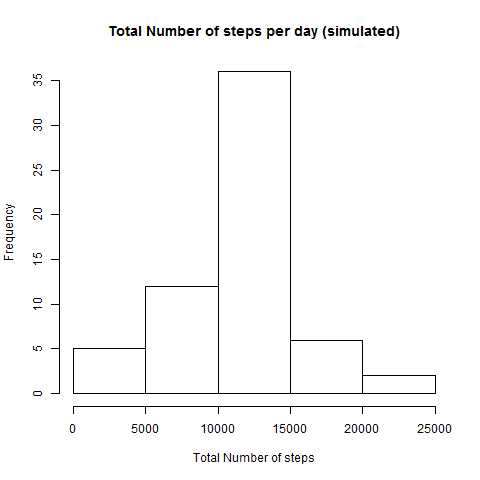 Total Number of steps per day (simulated)
Frequency
35
30
25
20
15
10
5
0
0 5000 10000 15000 20000 25000
Total Number of steps